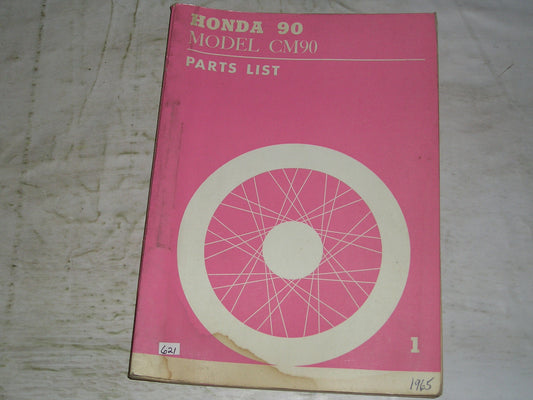 HONDA 90
MODEL CM90
PARTS LIST
1
621
1965